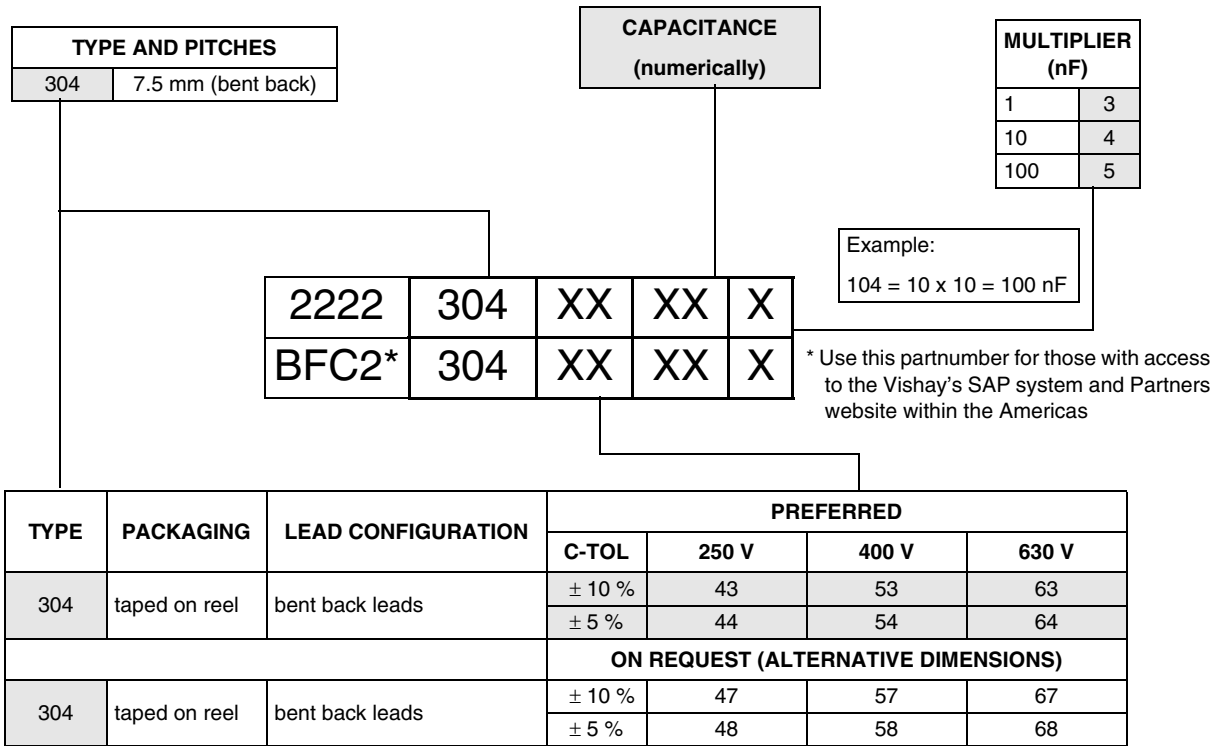 TYPE AND PITCHES
304 7.5 mm (bent back)
CAPACITANCE
(numerically)
MULTIPLIER
(nF)
1 3
10 4
100 5
Example:
104 = 10 x 10 = 100 nF
2222 304 XX XX X
BFC2* 304 XX XX X
* Use this partnumber for those with access
to the Vishay's SAP system and Partners
website within the Americas
TYPE PACKAGING LEAD CONFIGURATION PREFERRED
C-TOL 250 V 400 V 630 V
304 taped on reel bent back leads ± 10 % 43 53 63
± 5 % 44 54 64
ON REQUEST (ALTERNATIVE DIMENSIONS)
304 taped on reel bent back leads ± 10 % 47 57 67
± 5 % 48 58 68